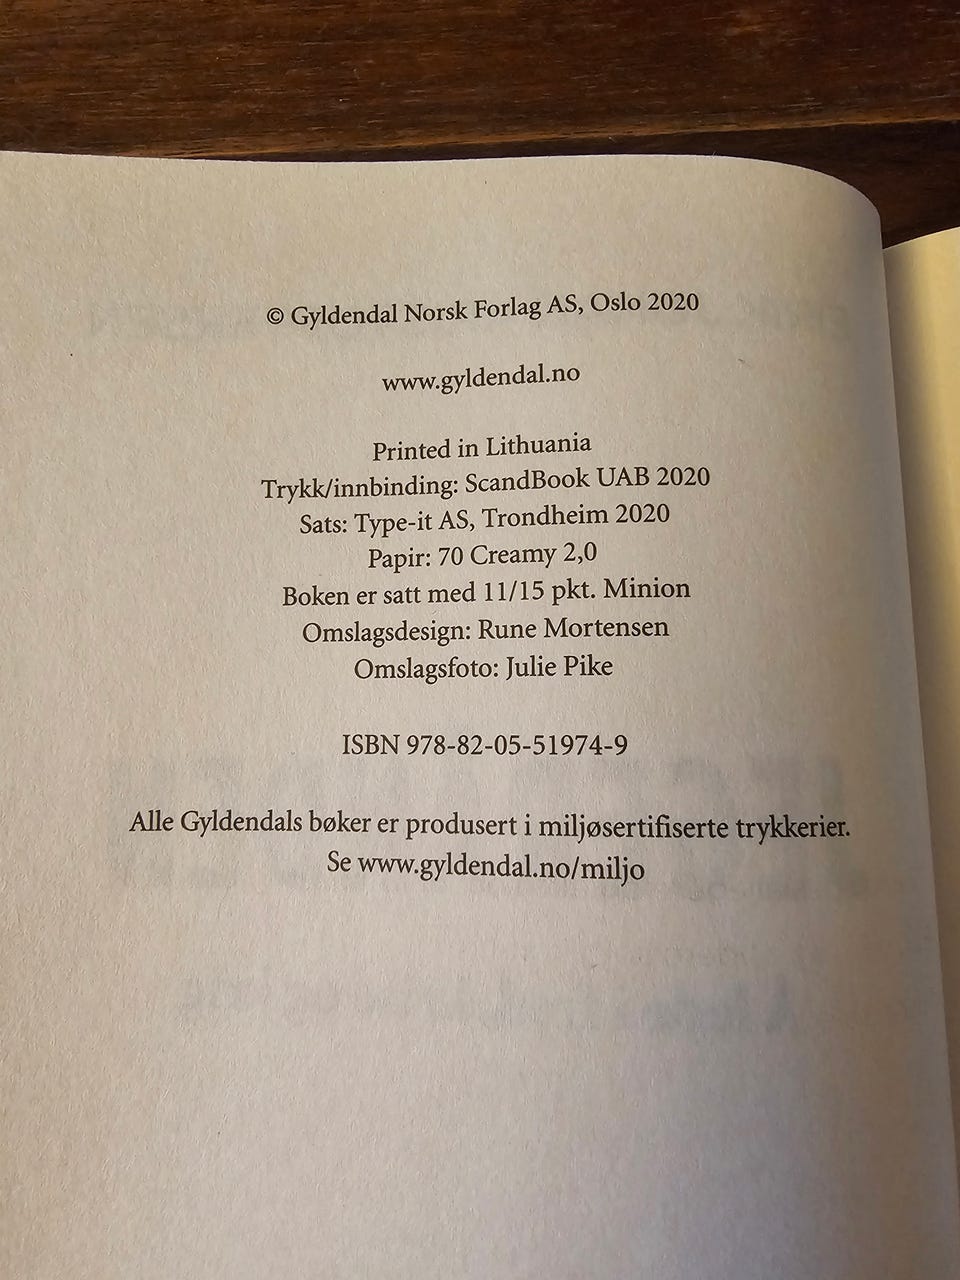 © Gyldendal Norsk Forlag AS, Oslo 2020
www.gyldendal.no
Printed in Lithuania
Trykk/innbinding: ScandBook UAB 2020
Sats: Type-it AS, Trondheim 2020
Papir: 70 Creamy 2,0
Boken er satt med 11/15 pkt. Minion
Omslagsdesign: Rune Mortensen
Omslagsfoto: Julie Pike
ISBN 978-82-05-51974-9
Alle Gyldendals bøker er produsert i miljøsertifiserte trykkerier.
Se www.gyldendal.no/miljo